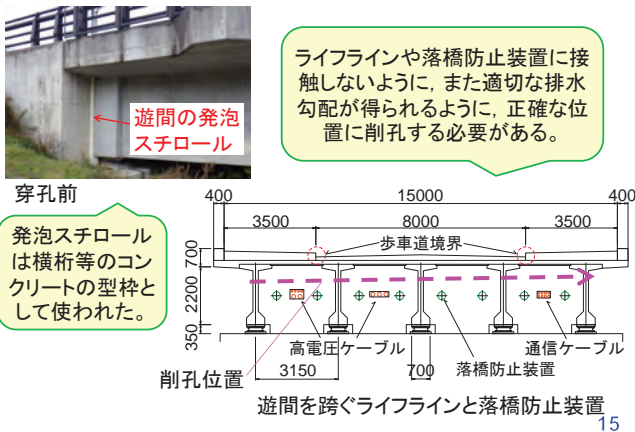 遊間の発泡
スチロール
ライフラインや落橋防止装置に接
触しないように，また適切な排水
勾配が得られるように，正確な位
置に削孔する必要がある。
穿孔前
発泡スチロール
は横桁等のコン
クリートの型枠と
して使われた。
400
15000
400
3500
8000
3500
歩車道境界
700
2200
350
高電圧ケーブル
通信ケーブル
落橋防止装置
削孔位置
3150
700
遊間を跨ぐライフラインと落橋防止装置
15